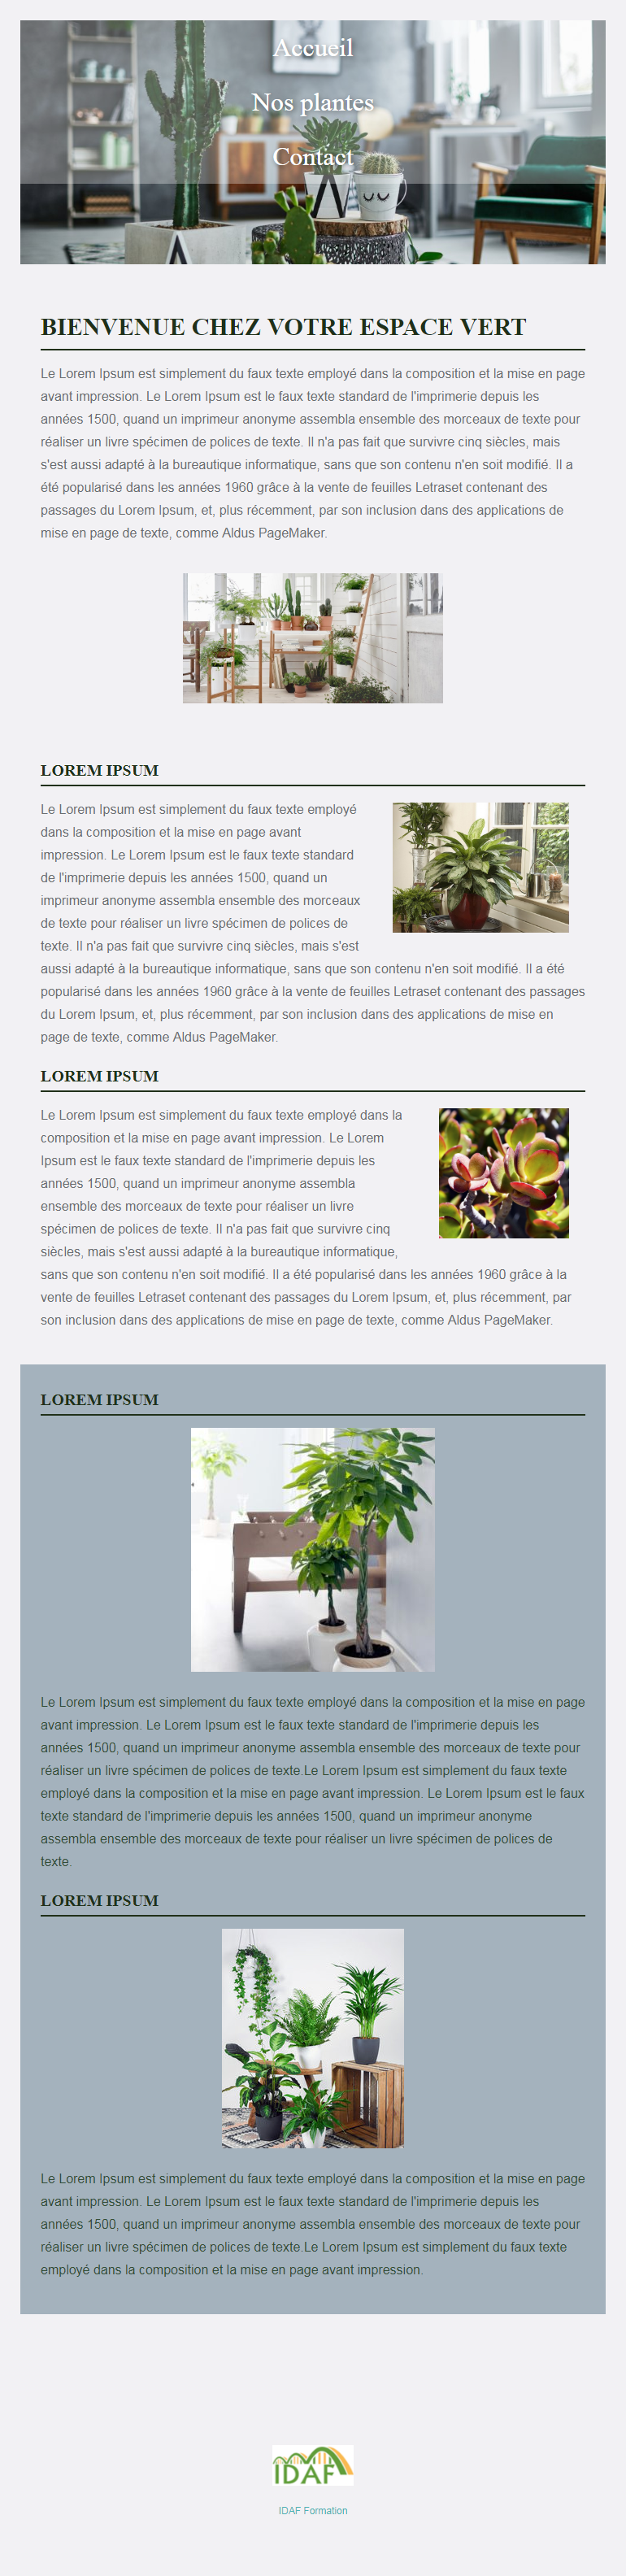 Accueil
Nos plantes
Contact
BIENVENUE CHEZ VOTRE ESPACE VERT
Le Lorem Ipsum est simplement du faux texte employé dans la composition et la mise en page
avant impression. Le Lorem Ipsum est le faux texte standard de l'imprimerie depuis les
années 1500, quand un imprimeur anonyme assembla ensemble des morceaux de texte pour
réaliser un livre spécimen de polices de texte. Il n'a pas fait que survivre cinq siècles, mais
s'est aussi adapté à la bureautique informatique, sans que son contenu n'en soit modifié. Il a
été popularisé dans les années 1960 grâce à la vente de feuilles Letraset contenant des
passages du Lorem Ipsum, et, plus récemment, par son inclusion dans des applications de
mise en page de texte, comme Aldus PageMaker.
LOREM IPSUM
Le Lorem Ipsum est simplement du faux texte employé
dans la composition et la mise en page avant
impression. Le Lorem Ipsum est le faux texte standard
de l'imprimerie depuis les années 1500, quand un
imprimeur anonyme assembla ensemble des morceaux
de texte pour réaliser un livre spécimen de polices de
texte. Il n'a pas fait que survivre cinq siècles, mais s'est
aussi adapté à la bureautique informatique, sans que son contenu n'en soit modifié. Il a été
popularisé dans les années 1960 grâce à la vente de feuilles Letraset contenant des passages
du Lorem Ipsum, et, plus récemment, par son inclusion dans des applications de mise en
page de texte, comme Aldus PageMaker.
LOREM IPSUM
Le Lorem Ipsum est simplement du faux texte employé dans la
composition et la mise en page avant impression. Le Lorem
Ipsum est le faux texte standard de l'imprimerie depuis les
années 1500, quand un imprimeur anonyme assembla
ensemble des morceaux de texte pour réaliser un livre
spécimen de polices de texte. Il n'a pas fait que survivre cinq
siècles, mais s'est aussi adapté à la bureautique informatique,
sans que son contenu n'en soit modifié. Il a été popularisé dans les années 1960 grâce à la
vente de feuilles Letraset contenant des passages du Lorem Ipsum, et, plus récemment, par
son inclusion dans des applications de mise en page de texte, comme Aldus PageMaker.
LOREM IPSUM
Le Lorem Ipsum est simplement du faux texte employé dans la composition et la mise en page
avant impression. Le Lorem Ipsum est le faux texte standard de l'imprimerie depuis les
années 1500, quand un imprimeur anonyme assembla ensemble des morceaux de texte pour
réaliser un livre spécimen de polices de texte.Le Lorem Ipsum est simplement du faux texte
employé dans la composition et la mise en page avant impression. Le Lorem Ipsum est le faux
texte standard de l'imprimerie depuis les années 1500, quand un imprimeur anonyme
assembla ensemble des morceaux de texte pour réaliser un livre spécimen de polices de
texte.
LOREM IPSUM
Le Lorem Ipsum est simplement du faux texte employé dans la composition et la mise en page
avant impression. Le Lorem Ipsum est le faux texte standard de l'imprimerie depuis les
années 1500, quand un imprimeur anonyme assembla ensemble des morceaux de texte pour
réaliser un livre spécimen de polices de texte.Le Lorem Ipsum est simplement du faux texte
employé dans la composition et la mise en page avant impression.
IDAF
IDAF Formation